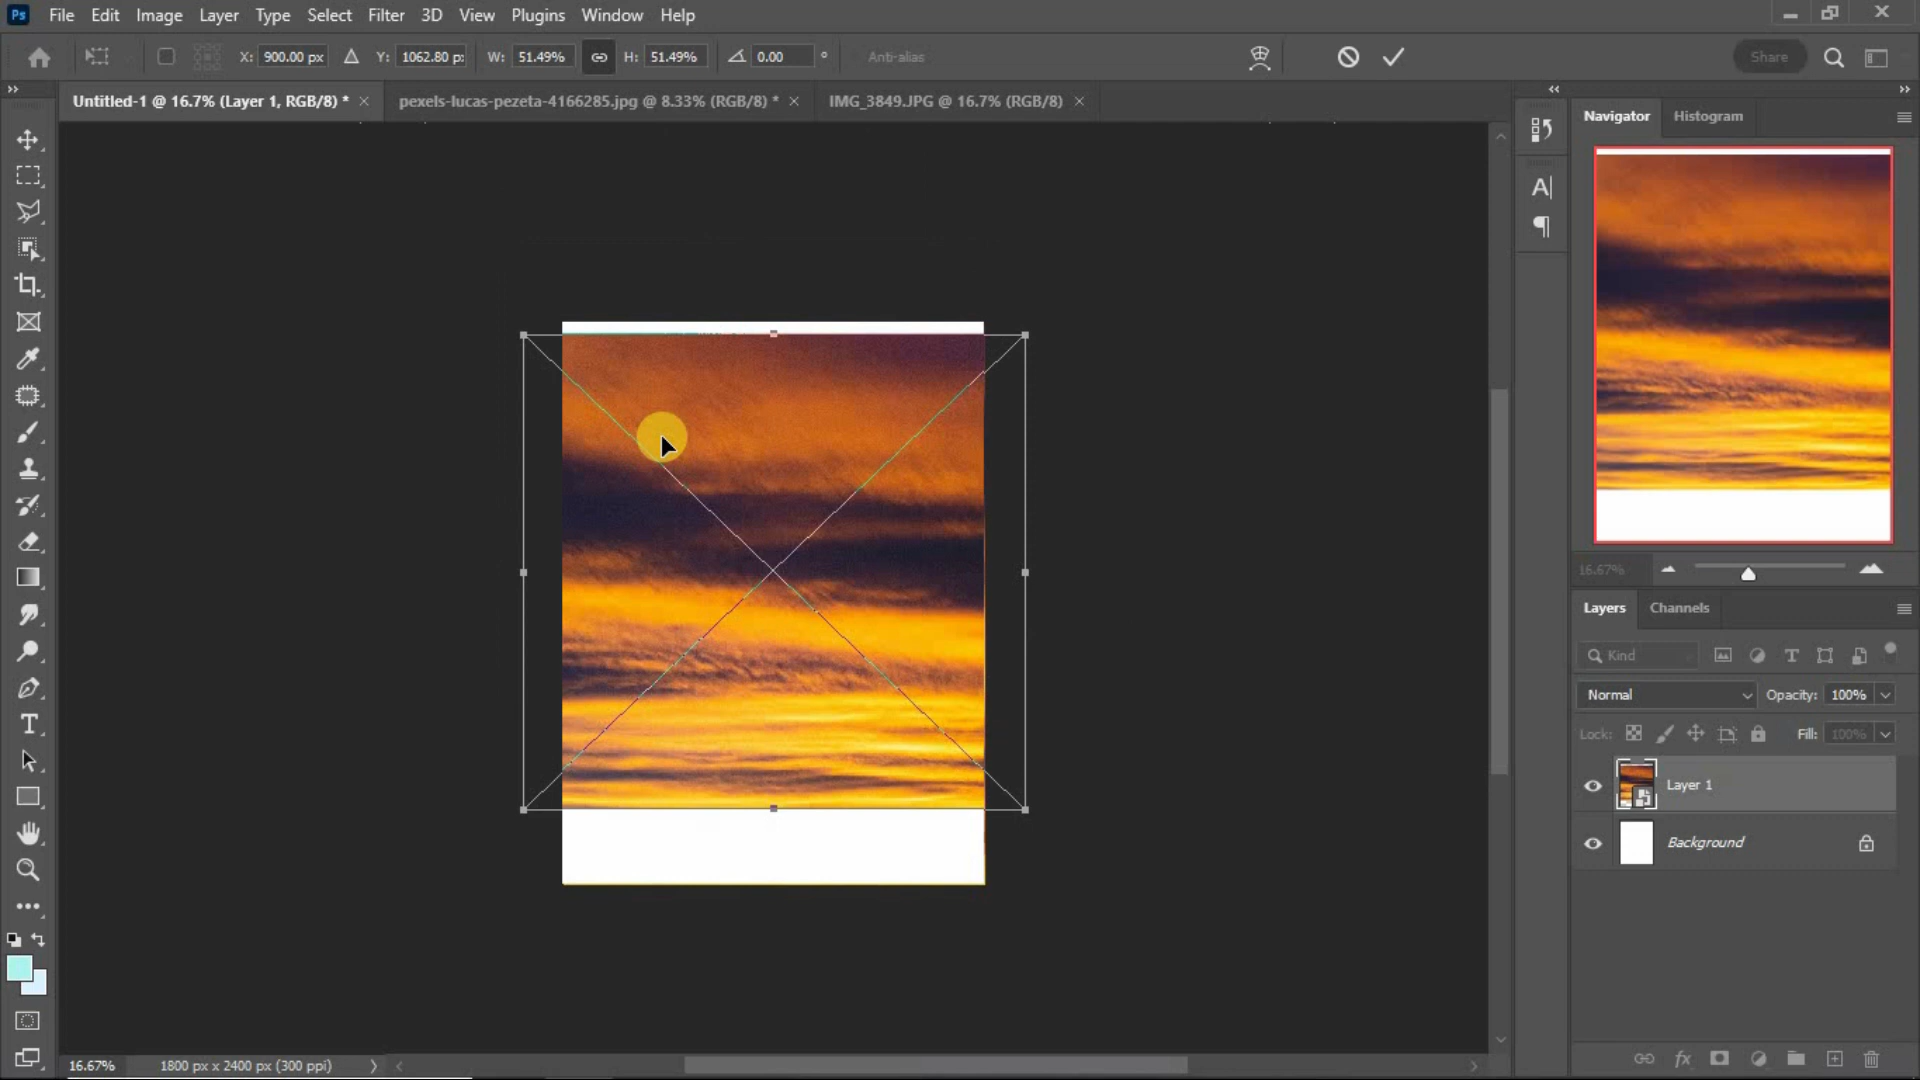 Ps File Edit Image Layer Type Select Filter 3D View Plugins Window Help
X: 900.00 px Y: 1062.80 p: W: 51.49% H: 51.49% 0.00 ° Anti-alias Share
Untitled-1 @ 16.7% (Layer 1, RGB/8) * × pexels-lucas-pezeta-4166285.jpg @ 8.33% (RGB/8) * × IMG_3849.JPG @ 16.7% (RGB/8) ×
Navigator Histogram
16.67%
Layers Channels
Kind
Normal Opacity: 100%
Lock: Fill: 100%
Layer 1
Background
16.67% 1800 px x 2400 px (300 ppi)